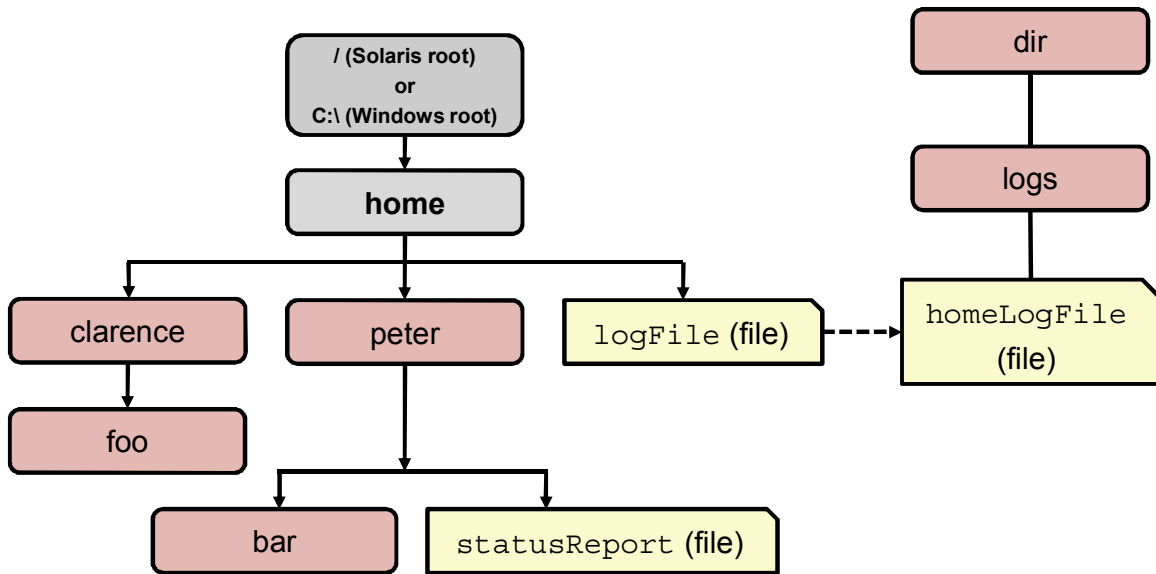 / (Solaris root)
or
C:\ (Windows root)
dir
home
logs
clarence
peter
logFile (file)
homeLogFile
(file)
foo
bar
statusReport (file)